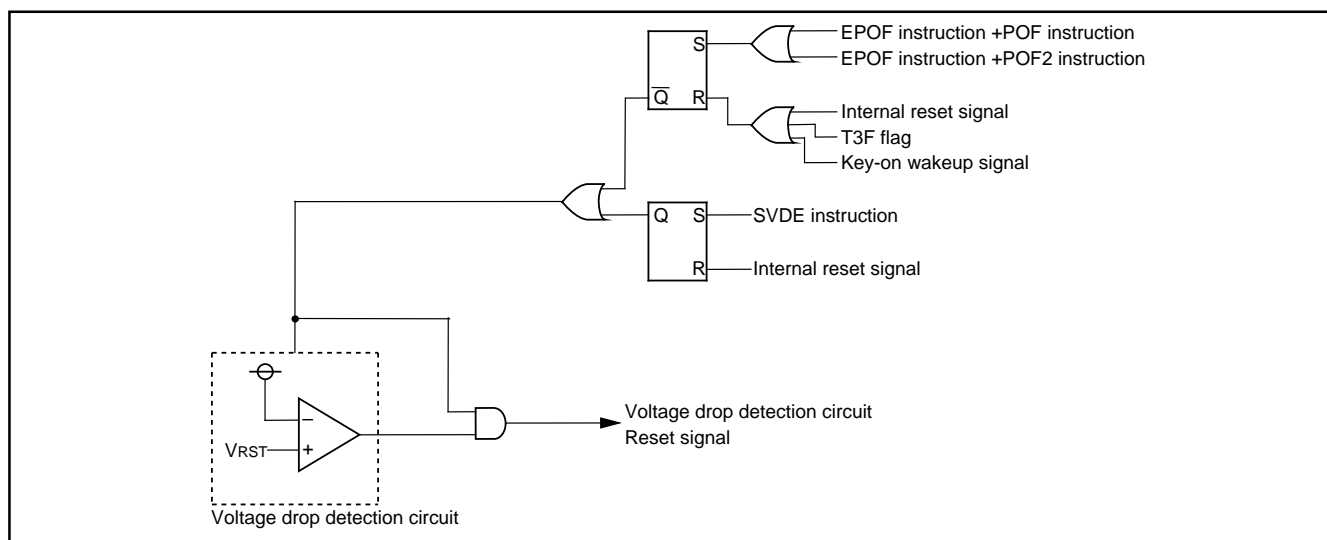 EPOF instruction +POF instruction
S
EPOF instruction +POF2 instruction
Q R
Internal reset signal
T3F flag
Key-on wakeup signal
Q S
SVDE instruction
R
Internal reset signal
−
VRST
+
Voltage drop detection circuit
Reset signal
Voltage drop detection circuit